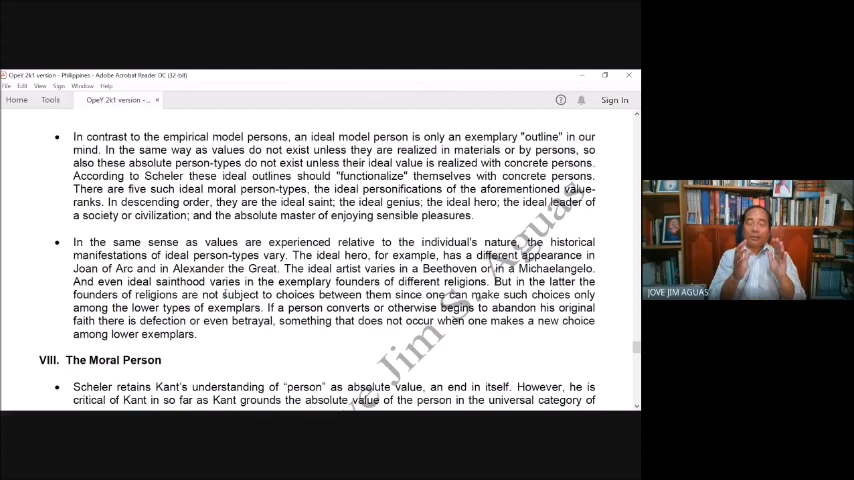 OpeY 2k1 version - Philippines - Adobe Acrobat Reader DC (32-bit)
File Edit View Sign Window Help
Home Tools OpeY 2k1 version -... × Sign In
• In contrast to the empirical model persons, an ideal model person is only an exemplary "outline" in our
mind. In the same way as values do not exist unless they are realized in materials or by persons, so
also these absolute person-types do not exist unless their ideal value is realized with concrete persons.
According to Scheler these ideal outlines should "functionalize" themselves with concrete persons.
There are five such ideal moral person-types, the ideal personifications of the aforementioned value-
ranks. In descending order, they are the ideal saint; the ideal genius; the ideal hero; the ideal leader of
a society or civilization; and the absolute master of enjoying sensible pleasures.
• In the same sense as values are experienced relative to the individual's nature, the historical
manifestations of ideal person-types vary. The ideal hero, for example, has a different appearance in
Joan of Arc and in Alexander the Great. The ideal artist varies in a Beethoven or in a Michaelangelo.
And even ideal sainthood varies in the exemplary founders of different religions. But in the latter the
founders of religions are not subject to choices between them since one can make such choices only
among the lower types of exemplars. If a person converts or otherwise begins to abandon his original
faith there is defection or even betrayal, something that does not occur when one makes a new choice
among lower exemplars.
VIII. The Moral Person
• Scheler retains Kant's understanding of "person" as absolute value, an end in itself. However, he is
critical of Kant in so far as Kant grounds the absolute value of the person in the universal category of
Jim S. Aguas
JOVE JIM AGUAS